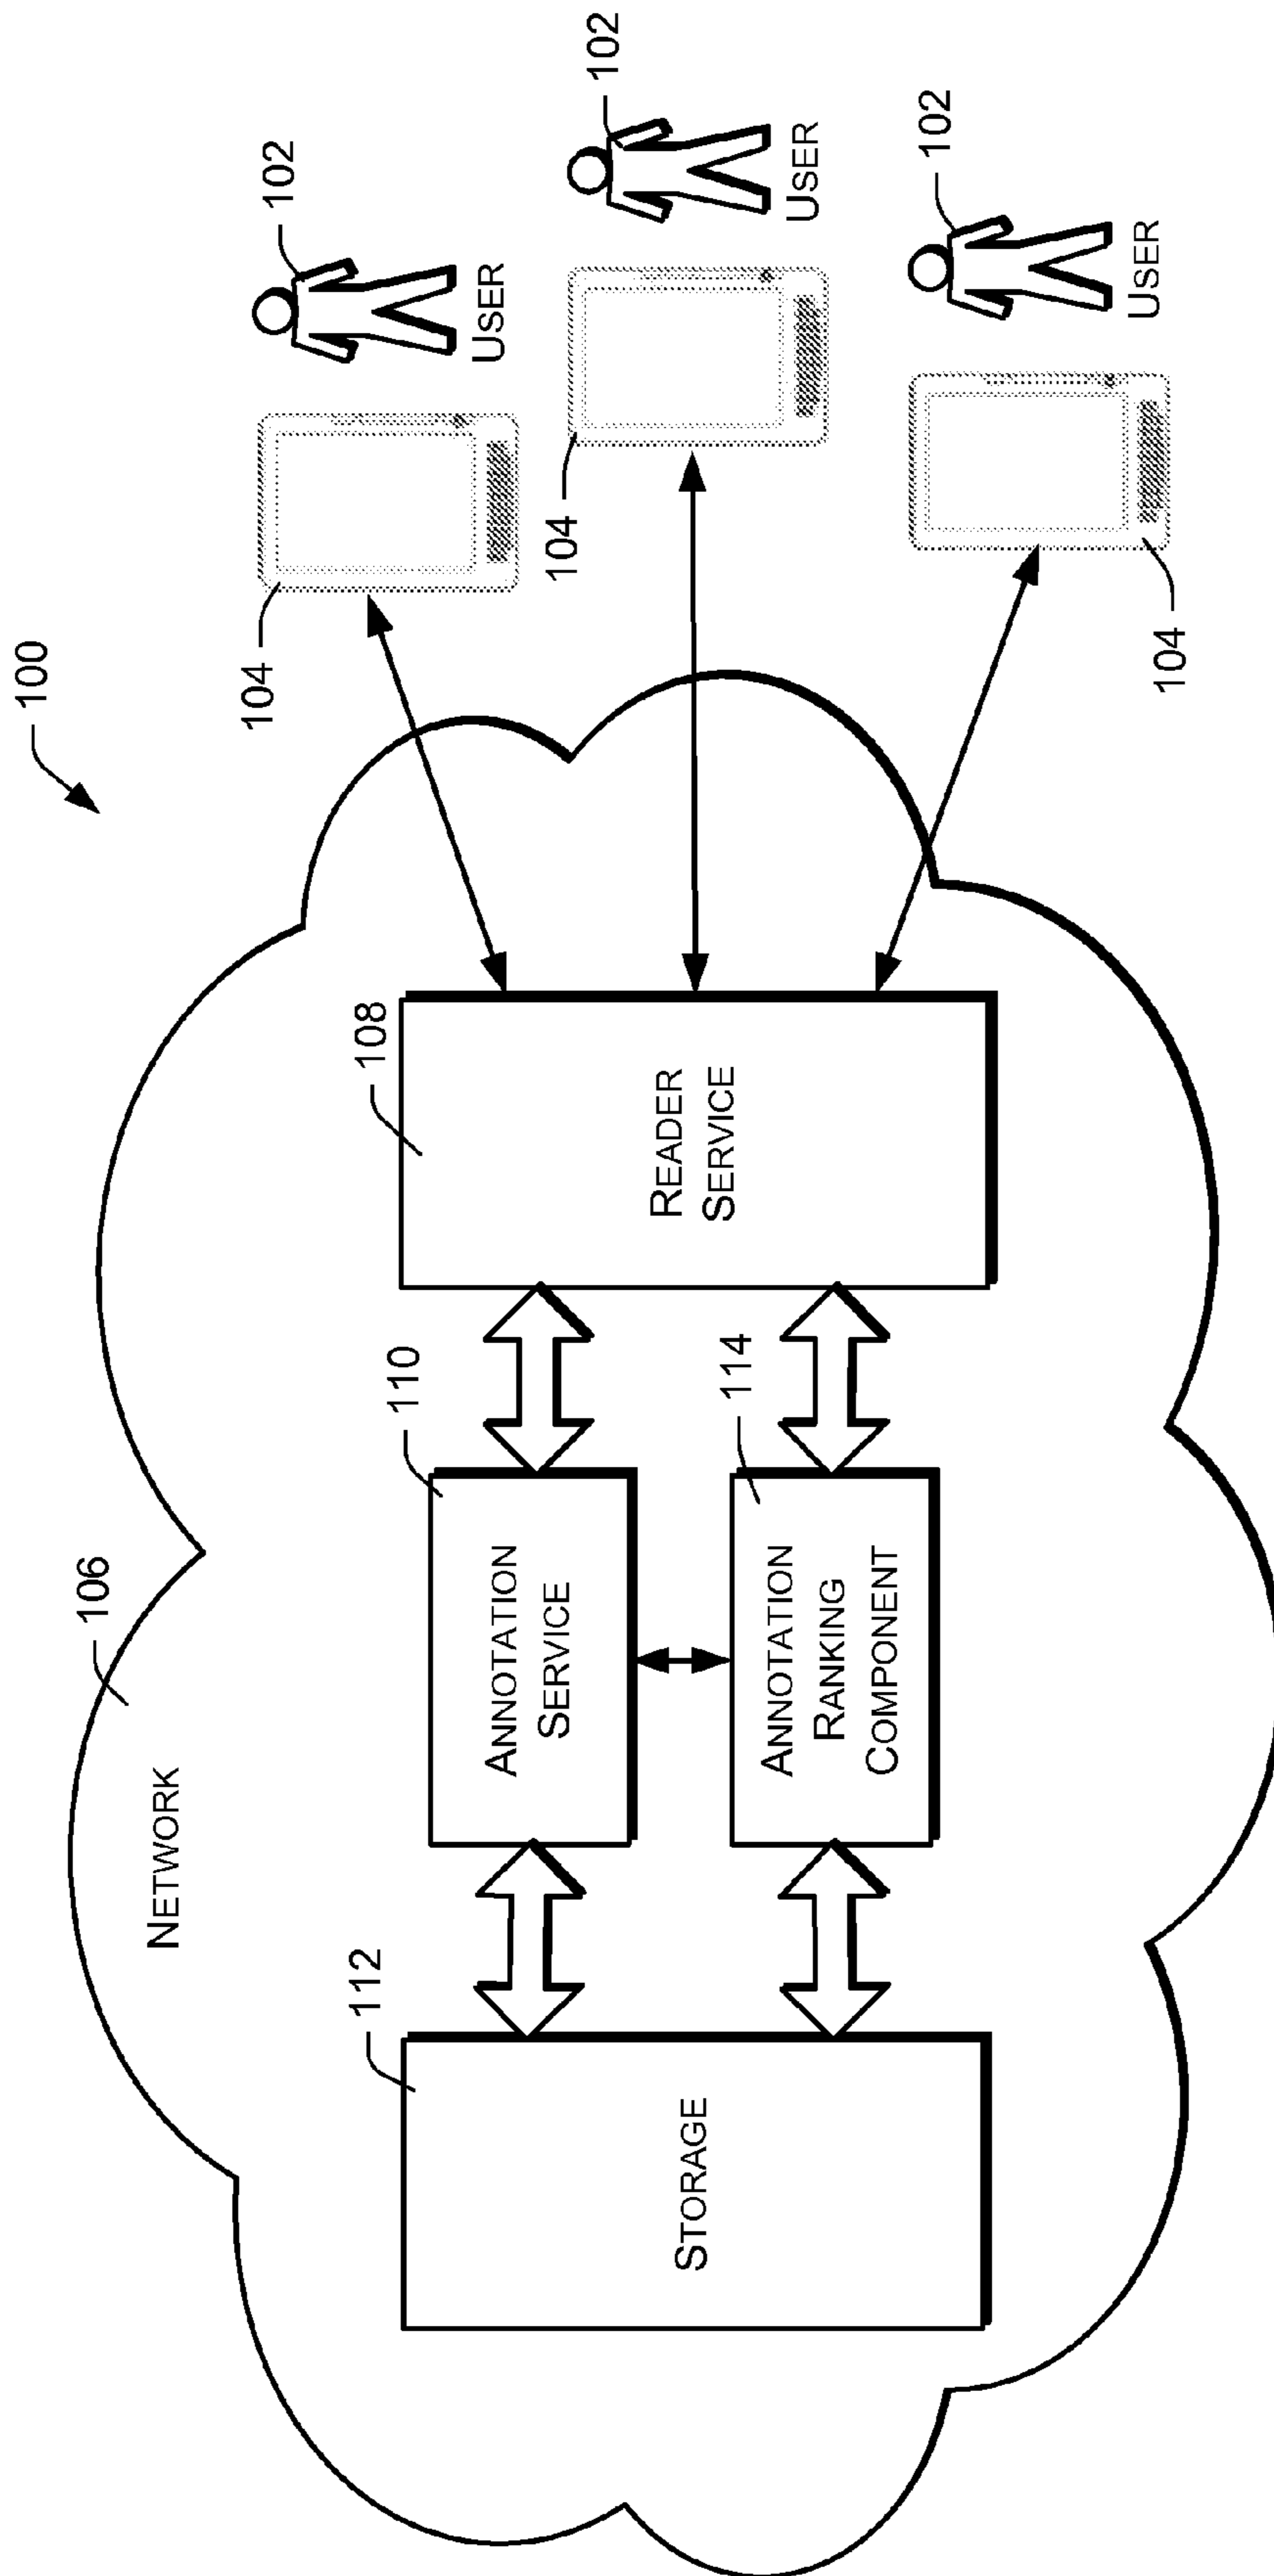 100
106
NETWORK
112
STORAGE
110
ANNOTATION
SERVICE
114
ANNOTATION
RANKING
COMPONENT
108
READER
SERVICE
104
102
USER
104
102
USER
104
102
USER